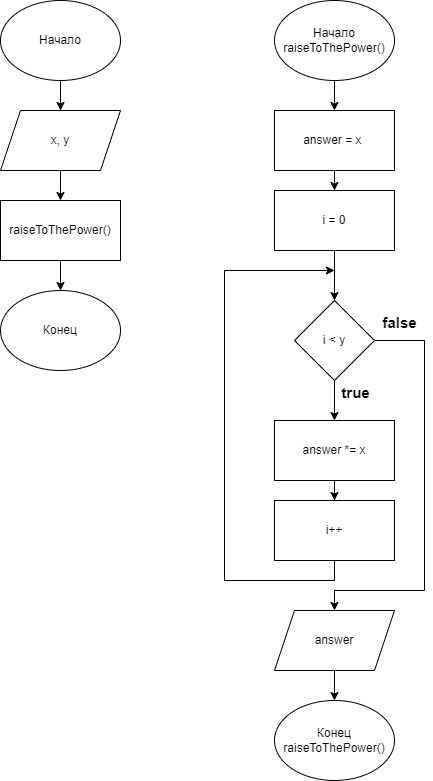 Начало
x, y
raiseToThePower()
Конец
Начало
raiseToThePower()
answer = x
i = 0
i < y
false
true
answer *= x
i++
answer
Конец
raiseToThePower()